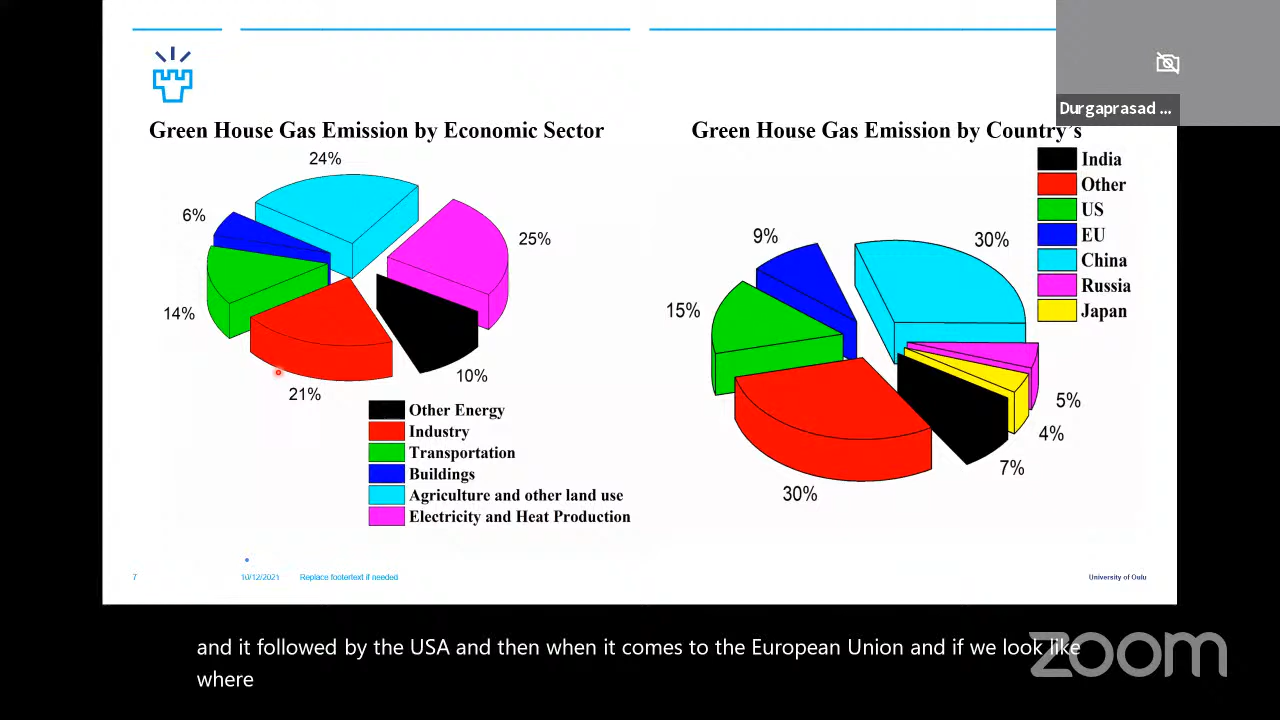 Durgaprasad ...
Green House Gas Emission by Economic Sector
24%
6%
25%
14%
10%
21%
Other Energy
Industry
Transportation
Buildings
Agriculture and other land use
Electricity and Heat Production
Green House Gas Emission by Country's
India
Other
US
EU
China
Russia
Japan
9%
30%
15%
5%
4%
7%
30%
7
10/12/2021
Replace footertext if needed
University of Oulu
and it followed by the USA and then when it comes to the European Union and if we look like
where
zoom